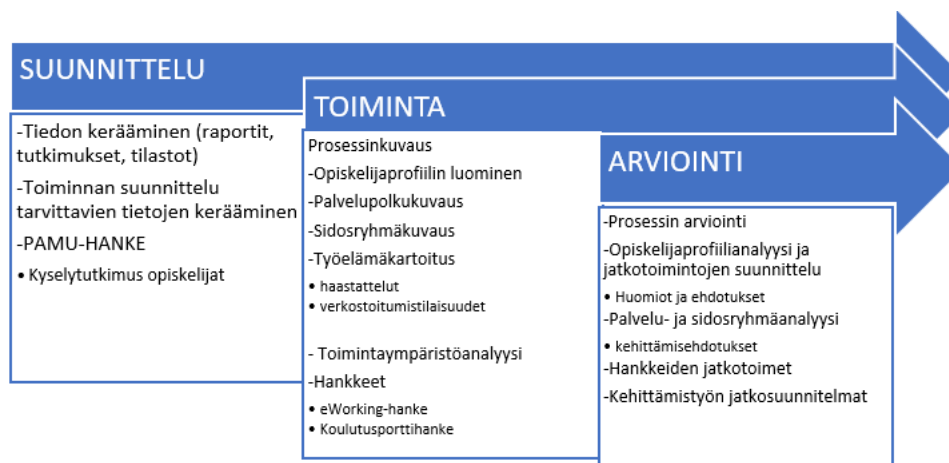 SUUNNITTELU
-Tiedon kerääminen (raportit,
tutkimukset, tilastot)
-Toiminnan suunnittelu
tarvittavien tietojen kerääminen
-PAMU-HANKE
• Kyselytutkimus opiskelijat
TOIMINTA
Prosessinkuvaus
-Opiskelijaprofiilin luominen
-Palvelupolkukuvaus
-Sidosryhmäkuvaus
-Työelämäkartoitus
• haastattelut
• verkostoitumistilaisuudet
- Toimintaympäristöanalyysi
-Hankkeet
• eWorking-hanke
• Koulutusporttihanke
ARVIOINTI
-Prosessin arviointi
-Opiskelijaprofiilianalyysi ja
jatkotoimintojen suunnittelu
• Huomiot ja ehdotukset
-Palvelu- ja sidosryhmäanalyysi
• kehittämisehdotukset
-Hankkeiden jatkotoimet
-Kehittämistyön jatkosuunnitelmat